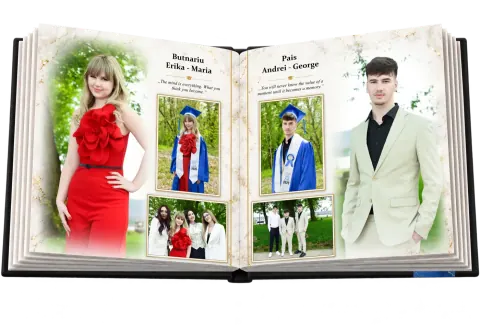 Butnariu
Erika - Maria
...The mind is everything. What you
think you become."
Pais
Andrei - George
...You will never know the value of a
moment until it becomes a memory."